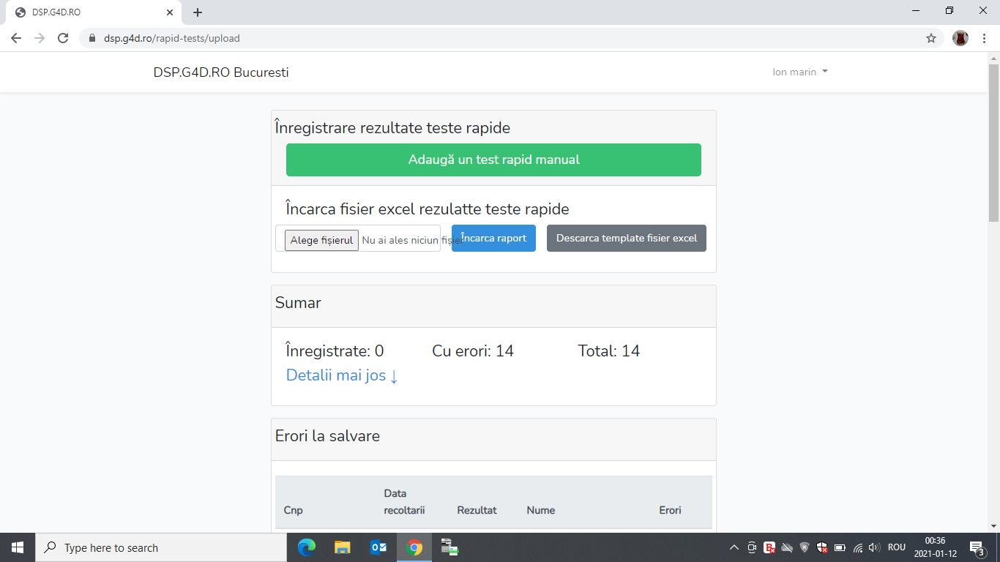 DSP.G4D.RO
dsp.g4d.ro/rapid-tests/upload
DSP.G4D.RO Bucuresti
Ion marin
Înregistrare rezultate teste rapide
Adaugă un test rapid manual
Încarca fisier excel rezulatte teste rapide
Alege fișierul Nu ai ales niciun fișier Încarca raport Descarca template fisier excel
Sumar
Înregistrate: 0 Cu erori: 14 Total: 14
Detalii mai jos ↓
Erori la salvare
Cnp Data recoltarii Rezultat Nume Erori
Type here to search
ROU
00:36
2021-01-12
3